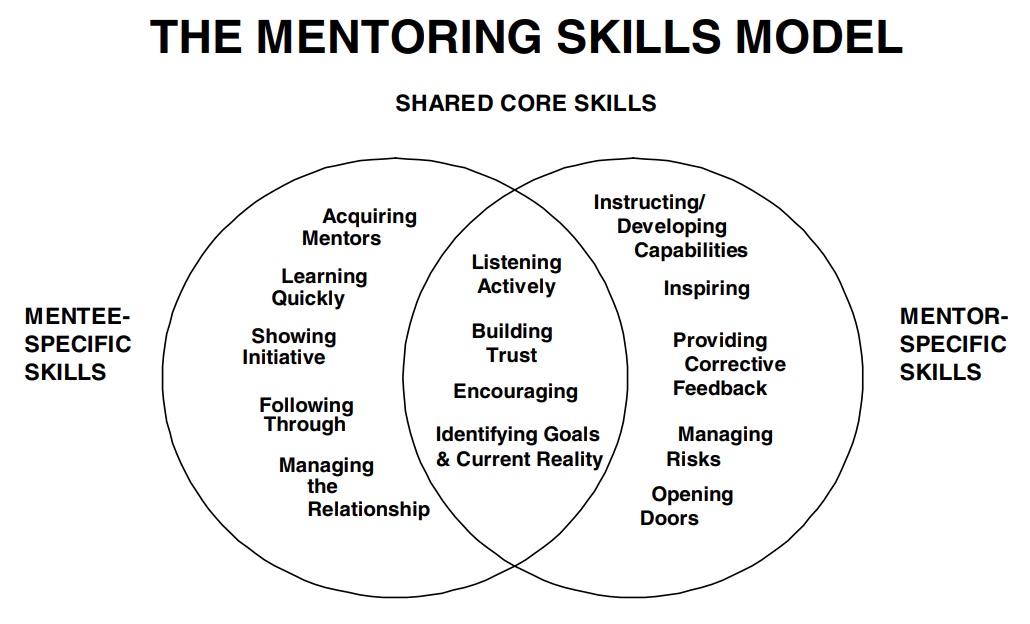 THE MENTORING SKILLS MODEL
SHARED CORE SKILLS
MENTEE-
SPECIFIC
SKILLS
Acquiring
Mentors
Learning
Quickly
Showing
Initiative
Following
Through
Managing
the
Relationship
Listening
Actively
Building
Trust
Encouraging
Identifying Goals
& Current Reality
Instructing/
Developing
Capabilities
Inspiring
Providing
Corrective
Feedback
Managing
Risks
Opening
Doors
MENTOR-
SPECIFIC
SKILLS